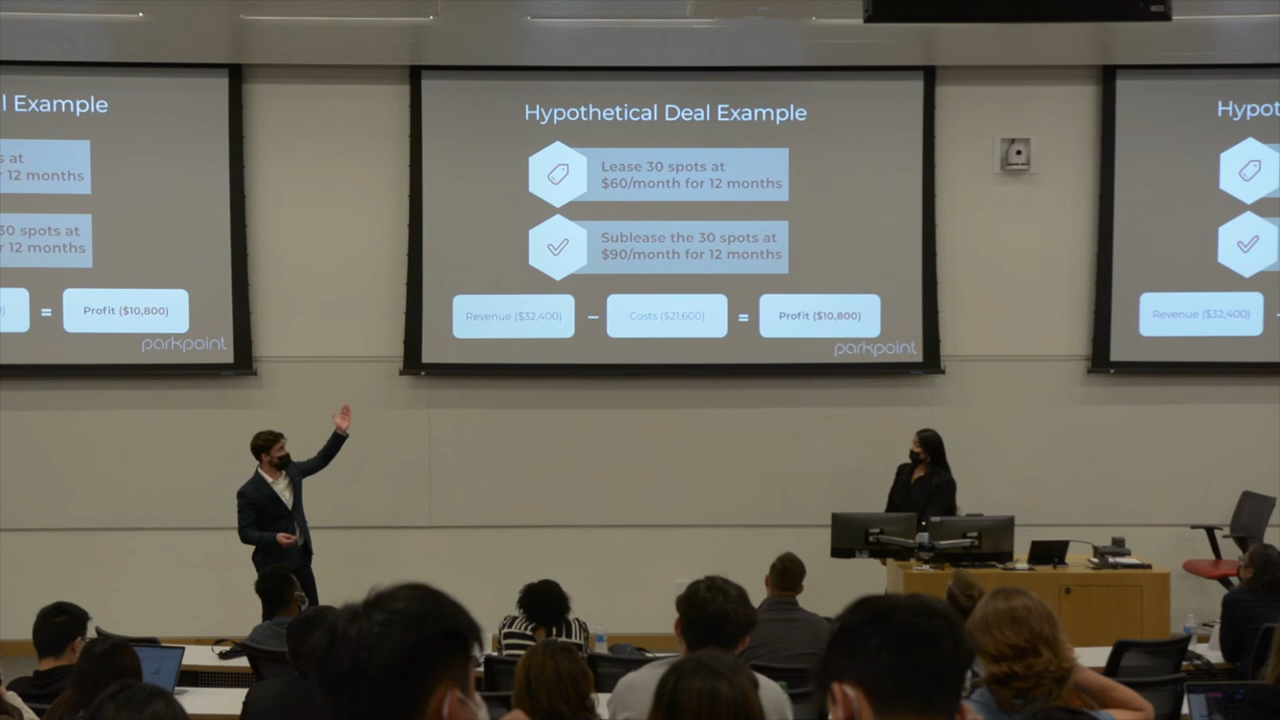 l Example
s at
r 12 months
30 spots at
r 12 months
Profit ($10,800)
=
parkpoint
Hypothetical Deal Example
Lease 30 spots at
$60/month for 12 months
Sublease the 30 spots at
$90/month for 12 months
Revenue ($32,400) – Costs ($21,600) = Profit ($10,800)
parkpoint
Hypot
Revenue ($32,400)